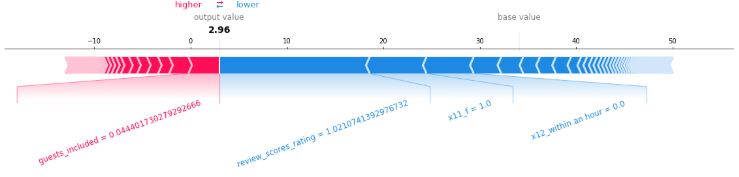 higher ⇄ lower
output value base value
2.96
−10 0 10 20 30 40 50
guests_included = 0.044401730279292666
review_scores_rating = 1.0210741392976732
x11_f = 1.0
x12_within an hour = 0.0